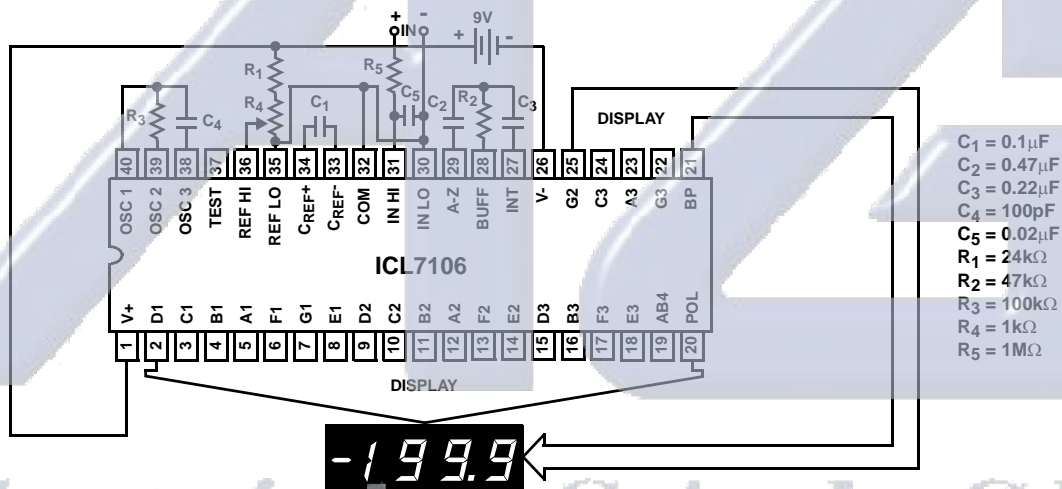 + -
IN
9V
+ -
R1
R5
R4
C1
C5
C2
R2
C3
R3
C4
DISPLAY
40 39 38 37 36 35 34 33 32 31 30 29 28 27 26 25 24 23 22 21
OSC 1 OSC 2 OSC 3 TEST REF HI REF LO CREF+ CREF- COM IN HI IN LO A-Z BUFF INT V- G2 C3 A3 G3 BP
ICL7106
V+ D1 C1 B1 A1 F1 G1 E1 D2 C2 B2 A2 F2 E2 D3 B3 F3 E3 AB4 POL
1 2 3 4 5 6 7 8 9 10 11 12 13 14 15 16 17 18 19 20
DISPLAY
-199.9
C1 = 0.1μF
C2 = 0.47μF
C3 = 0.22μF
C4 = 100pF
C5 = 0.02μF
R1 = 24kΩ
R2 = 47kΩ
R3 = 100kΩ
R4 = 1kΩ
R5 = 1MΩ